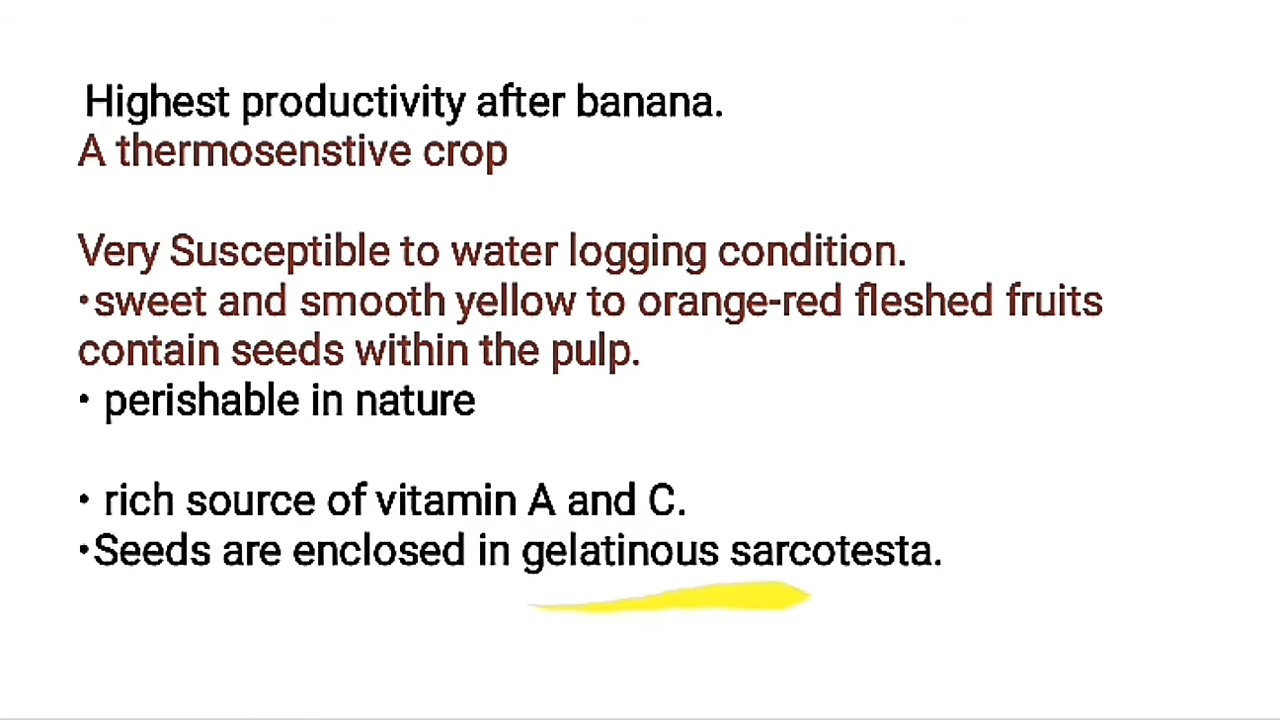 Highest productivity after banana.
A thermosenstive crop
Very Susceptible to water logging condition.
•sweet and smooth yellow to orange-red fleshed fruits
contain seeds within the pulp.
• perishable in nature
• rich source of vitamin A and C.
•Seeds are enclosed in gelatinous sarcotesta.